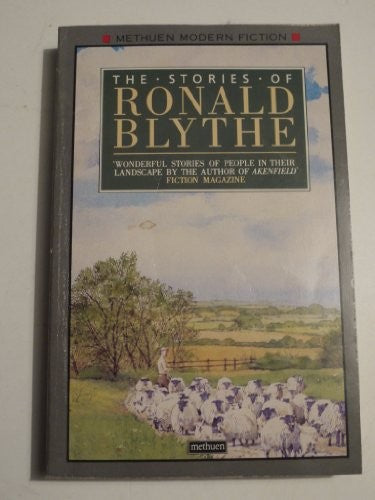 METHUEN MODERN FICTION
THE · STORIES · OF
RONALD
BLYTHE
'WONDERFUL STORIES OF PEOPLE IN THEIR
LANDSCAPE BY THE AUTHOR OF AKENFIELD'
FICTION MAGAZINE
methuen